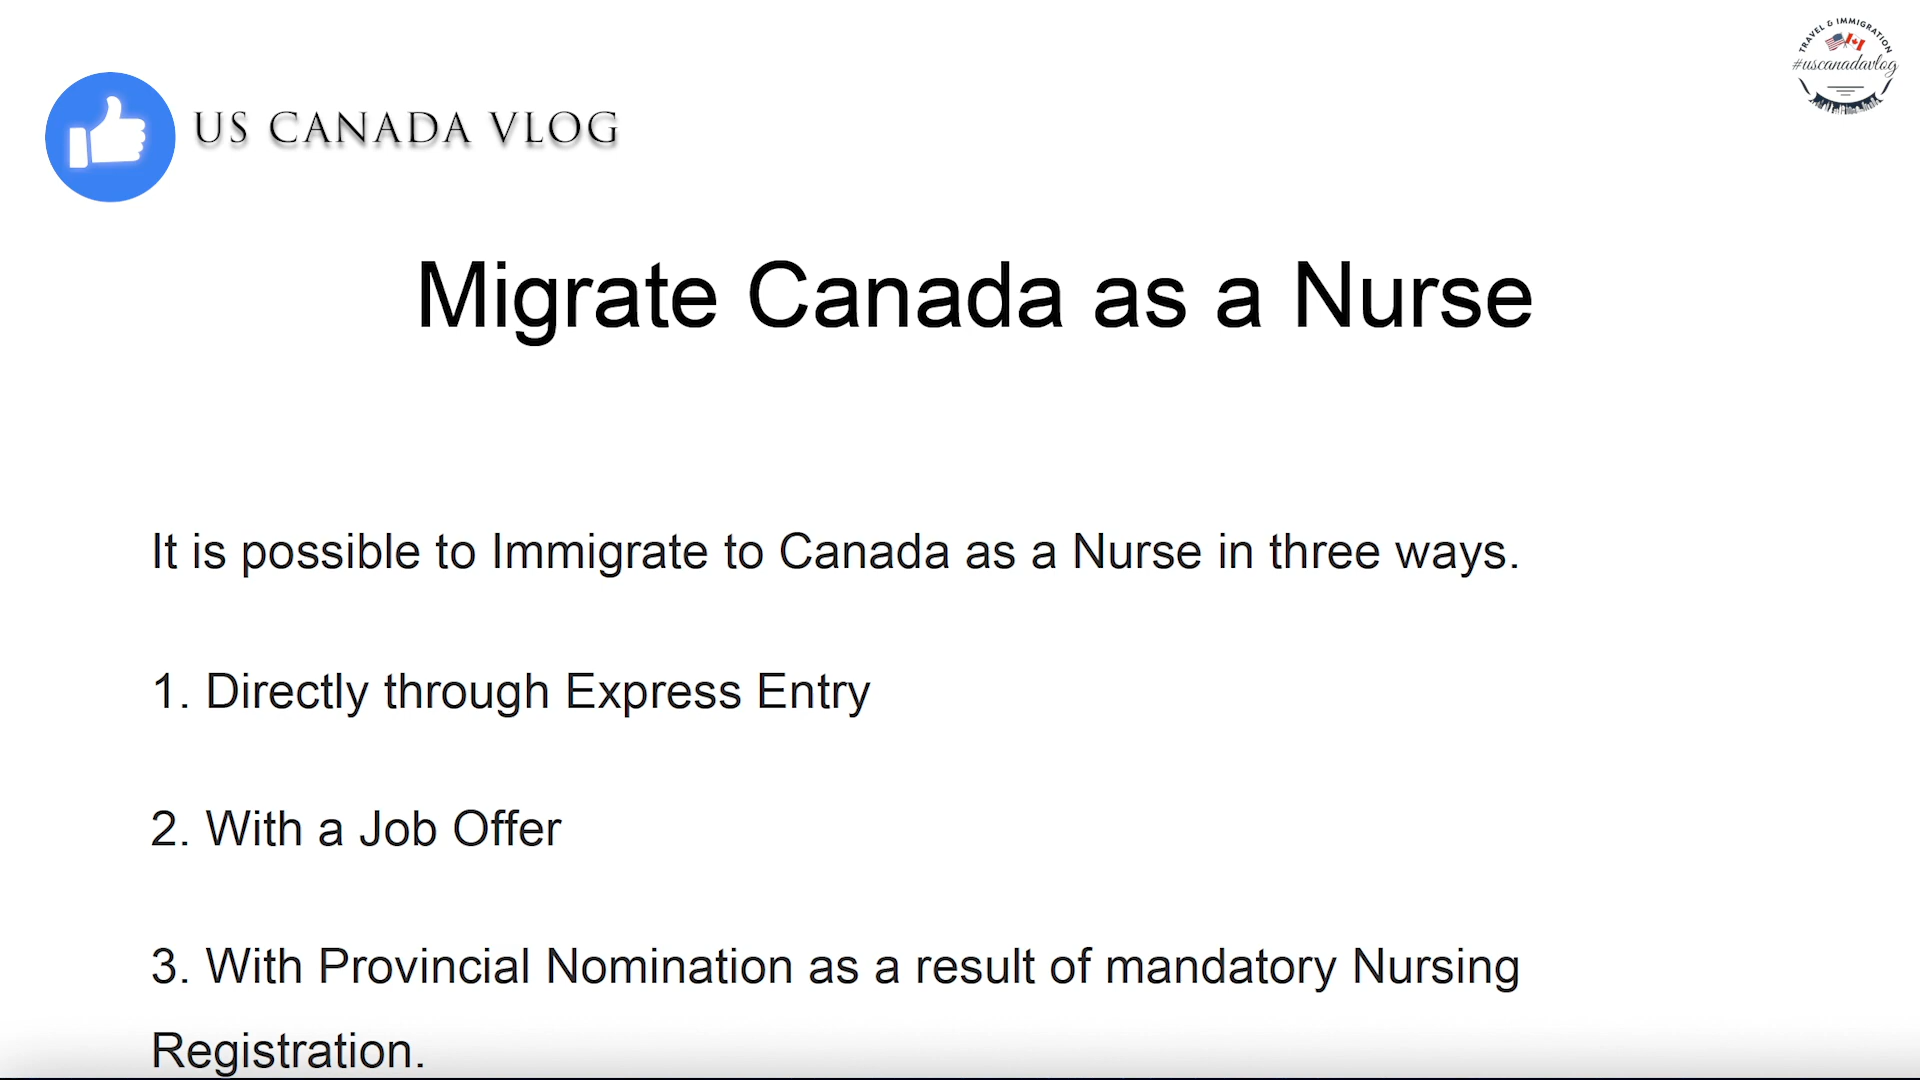 TRAVEL & IMMIGRATION
#uscanadavlog
US CANADA VLOG
Migrate Canada as a Nurse
It is possible to Immigrate to Canada as a Nurse in three ways.
1. Directly through Express Entry
2. With a Job Offer
3. With Provincial Nomination as a result of mandatory Nursing
Registration.